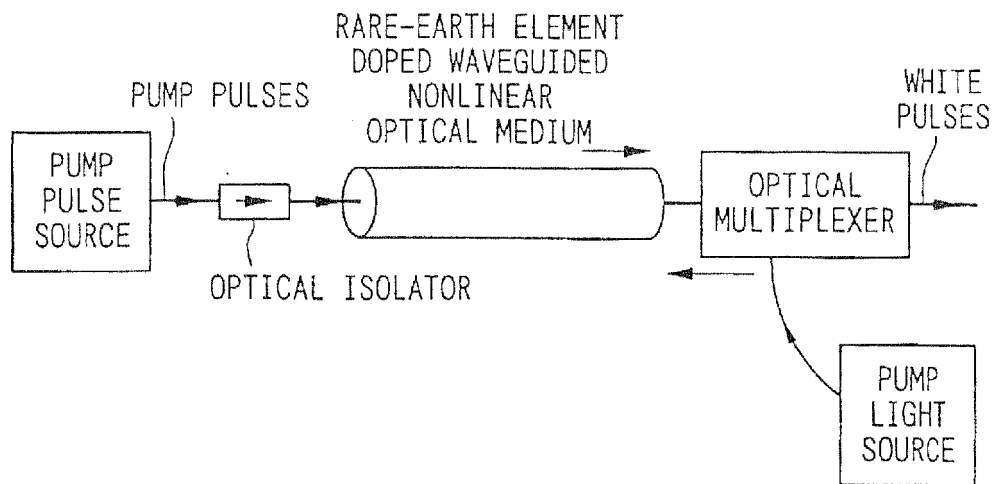 RARE-EARTH ELEMENT
DOPED WAVEGUIDED
NONLINEAR
OPTICAL MEDIUM
PUMP PULSES
WHITE
PULSES
PUMP
PULSE
SOURCE
OPTICAL
MULTIPLEXER
OPTICAL ISOLATOR
PUMP
LIGHT
SOURCE